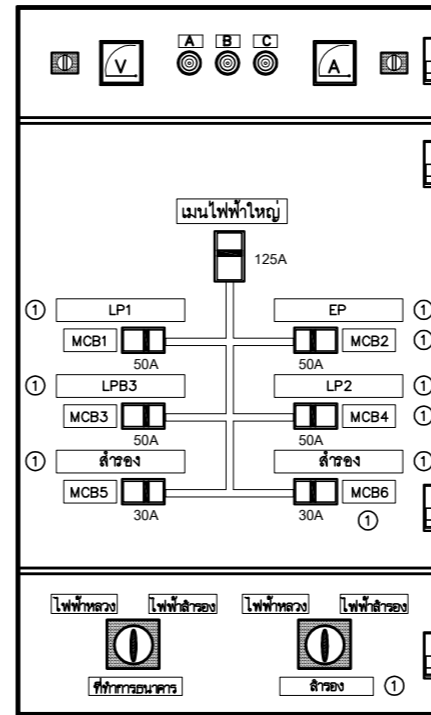 A B C
V A
เมนไฟฟ้าใหญ่
125A
① LP1 EP ①
MCB1 MCB2 ①
50A 50A
① LPB3 LP2 ①
MCB3 MCB4 ①
50A 50A
① สำรอง สำรอง ①
MCB5 MCB6
30A 30A ①
ไฟฟ้าหลวง ไฟฟ้าสำรอง ไฟฟ้าหลวง ไฟฟ้าสำรอง
ที่ทำการธนาคาร สำรอง ①